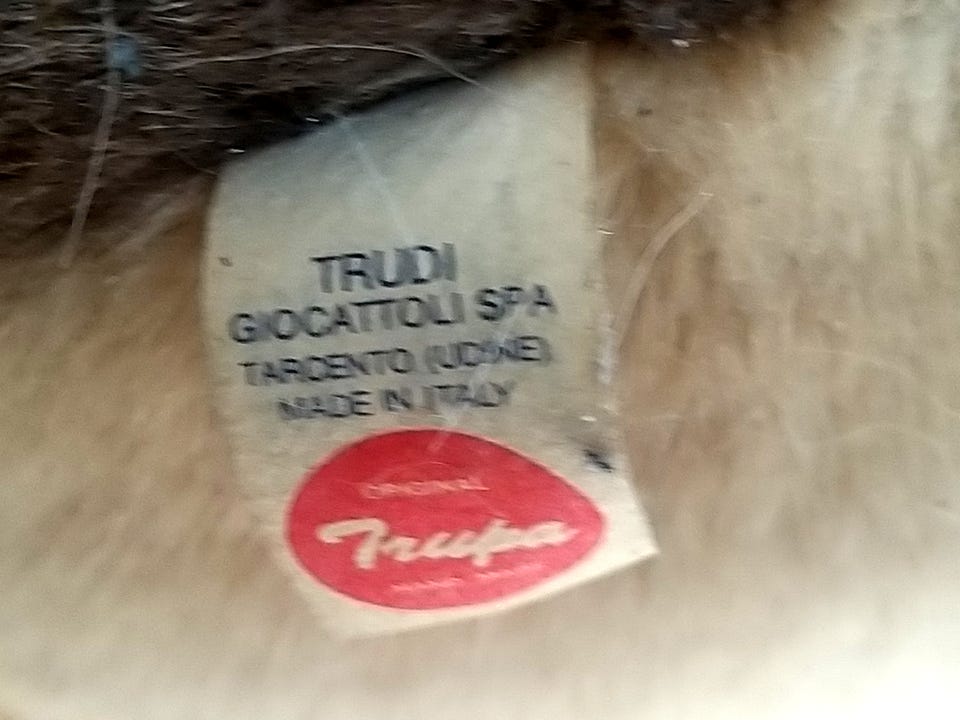 TRUDI
GIOCATTOLI SPA
TARCENTO (UDINE)
MADE IN ITALY
ORIGINAL
Trupa